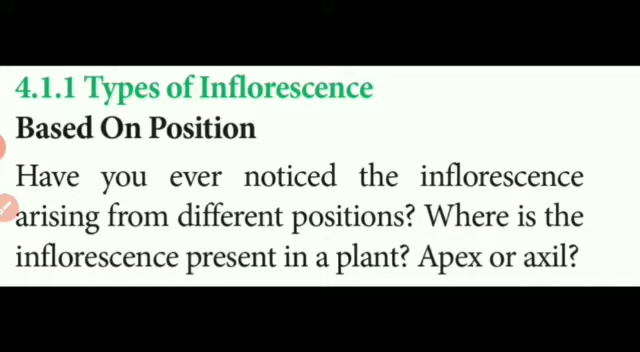 4.1.1 Types of Inflorescence
Based On Position
Have you ever noticed the inflorescence
arising from different positions? Where is the
inflorescence present in a plant? Apex or axil?